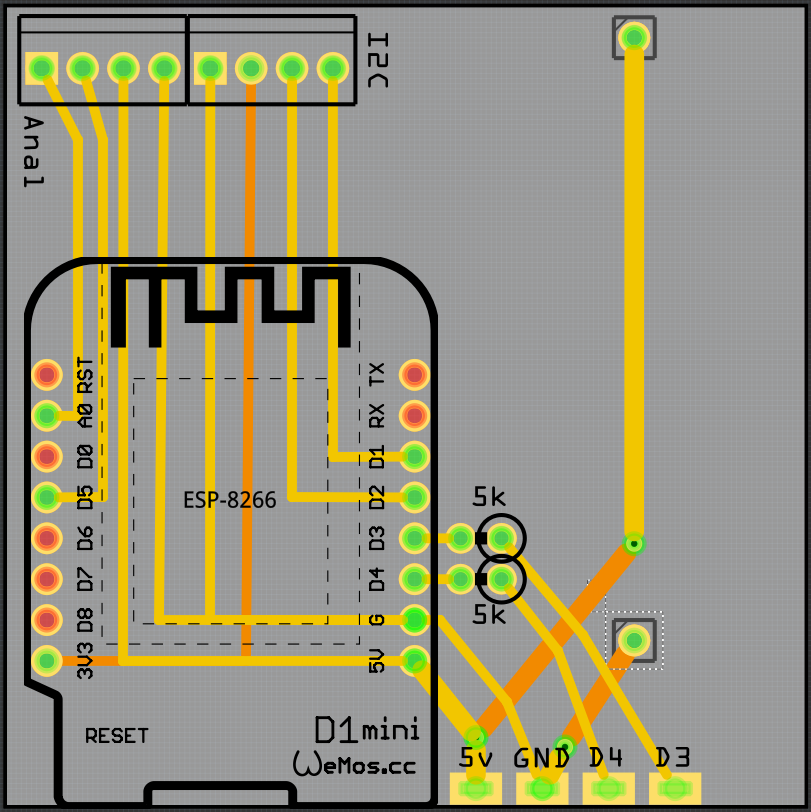 I2C
Anal
RST
A0
D0
D5
D6
D7
D8
3V3
TX
RX
D1
D2
D3
D4
G
5V
ESP-8266
5k
5k
RESET
D1mini
WeMos.cc
5v GND D4 D3